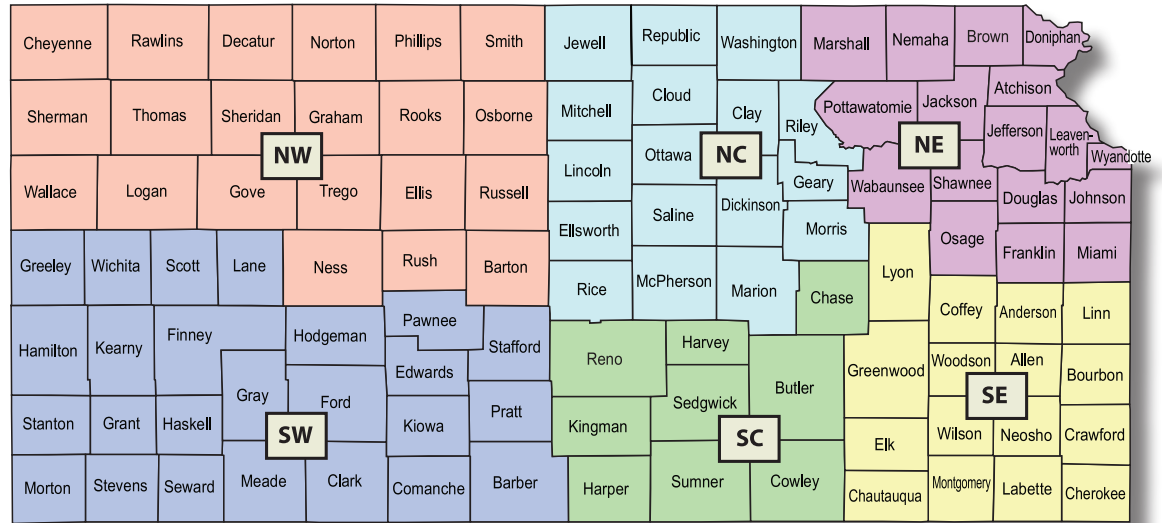 Cheyenne
Rawlins
Decatur
Norton
Phillips
Smith
Jewell
Republic
Washington
Marshall
Nemaha
Brown
Doniphan
Sherman
Thomas
Sheridan
Graham
Rooks
Osborne
Mitchell
Cloud
Clay
Riley
Pottawatomie
Jackson
Atchison
NW
NC
NE
Jefferson
Leaven-
worth
Wyandotte
Lincoln
Ottawa
Wallace
Logan
Gove
Trego
Ellis
Russell
Geary
Wabaunsee
Shawnee
Douglas
Johnson
Ellsworth
Saline
Dickinson
Morris
Osage
Franklin
Miami
Greeley
Wichita
Scott
Lane
Ness
Rush
Barton
Rice
McPherson
Marion
Chase
Lyon
Coffey
Anderson
Linn
Hamilton
Kearny
Finney
Hodgeman
Pawnee
Stafford
Edwards
Reno
Harvey
Butler
Greenwood
Woodson
Allen
Bourbon
Gray
Ford
Kiowa
Pratt
Sedgwick
Kingman
Stanton
Grant
Haskell
SW
SC
SE
Elk
Wilson
Neosho
Crawford
Morton
Stevens
Seward
Meade
Clark
Comanche
Barber
Harper
Sumner
Cowley
Chautauqua
Montgomery
Labette
Cherokee